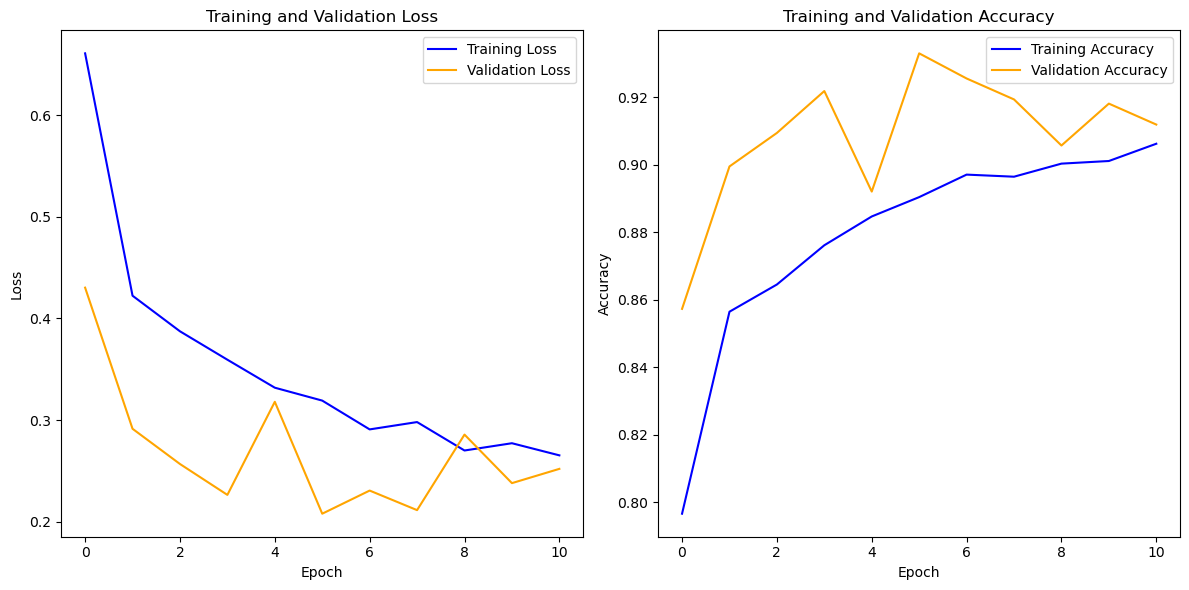 Training and Validation Loss
Training Loss
Validation Loss
0.6
0.5
0.4
0.3
0.2
Loss
0 2 4 6 8 10
Epoch
Training and Validation Accuracy
Training Accuracy
Validation Accuracy
0.92
0.90
0.88
0.86
0.84
0.82
0.80
Accuracy
0 2 4 6 8 10
Epoch